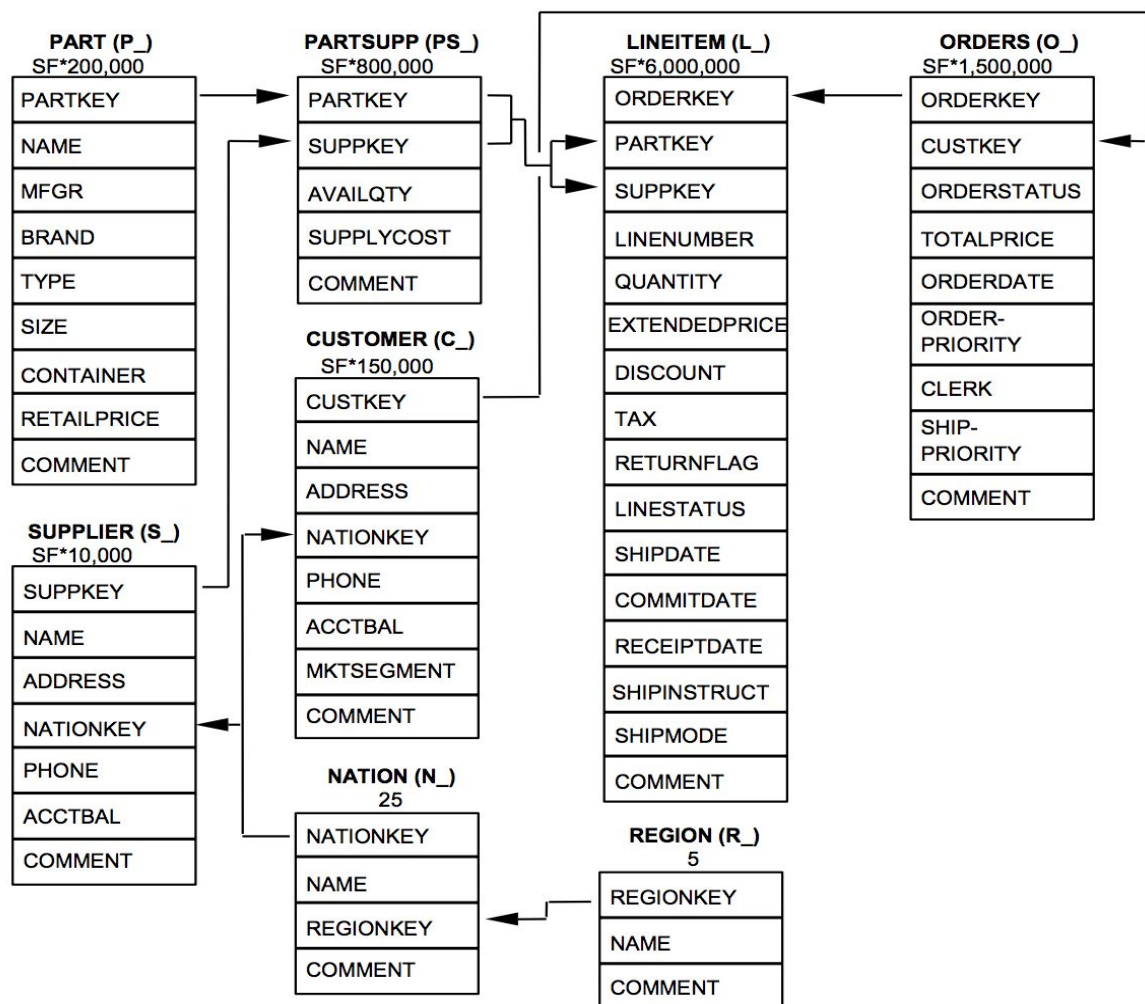 PART (P_)
SF*200,000
PARTKEY
NAME
MFGR
BRAND
TYPE
SIZE
CONTAINER
RETAILPRICE
COMMENT
SUPPLIER (S_)
SF*10,000
SUPPKEY
NAME
ADDRESS
NATIONKEY
PHONE
ACCTBAL
COMMENT
PARTSUPP (PS_)
SF*800,000
PARTKEY
SUPPKEY
AVAILQTY
SUPPLYCOST
COMMENT
CUSTOMER (C_)
SF*150,000
CUSTKEY
NAME
ADDRESS
NATIONKEY
PHONE
ACCTBAL
MKTSEGMENT
COMMENT
NATION (N_)
25
NATIONKEY
NAME
REGIONKEY
COMMENT
LINEITEM (L_)
SF*6,000,000
ORDERKEY
PARTKEY
SUPPKEY
LINENUMBER
QUANTITY
EXTENDEDPRICE
DISCOUNT
TAX
RETURNFLAG
LINESTATUS
SHIPDATE
COMMITDATE
RECEIPTDATE
SHIPINSTRUCT
SHIPMODE
COMMENT
REGION (R_)
5
REGIONKEY
NAME
COMMENT
ORDERS (O_)
SF*1,500,000
ORDERKEY
CUSTKEY
ORDERSTATUS
TOTALPRICE
ORDERDATE
ORDER-
PRIORITY
CLERK
SHIP-
PRIORITY
COMMENT